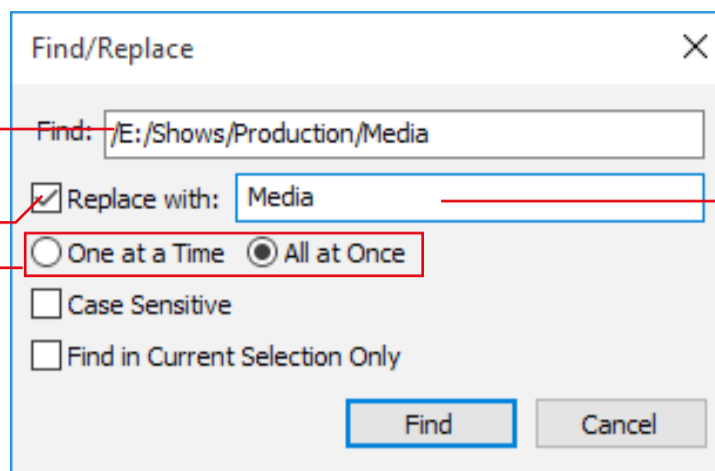 Find/Replace
Find: /E:/Shows/Production/Media
Replace with: Media
One at a Time All at Once
Case Sensitive
Find in Current Selection Only
Find Cancel